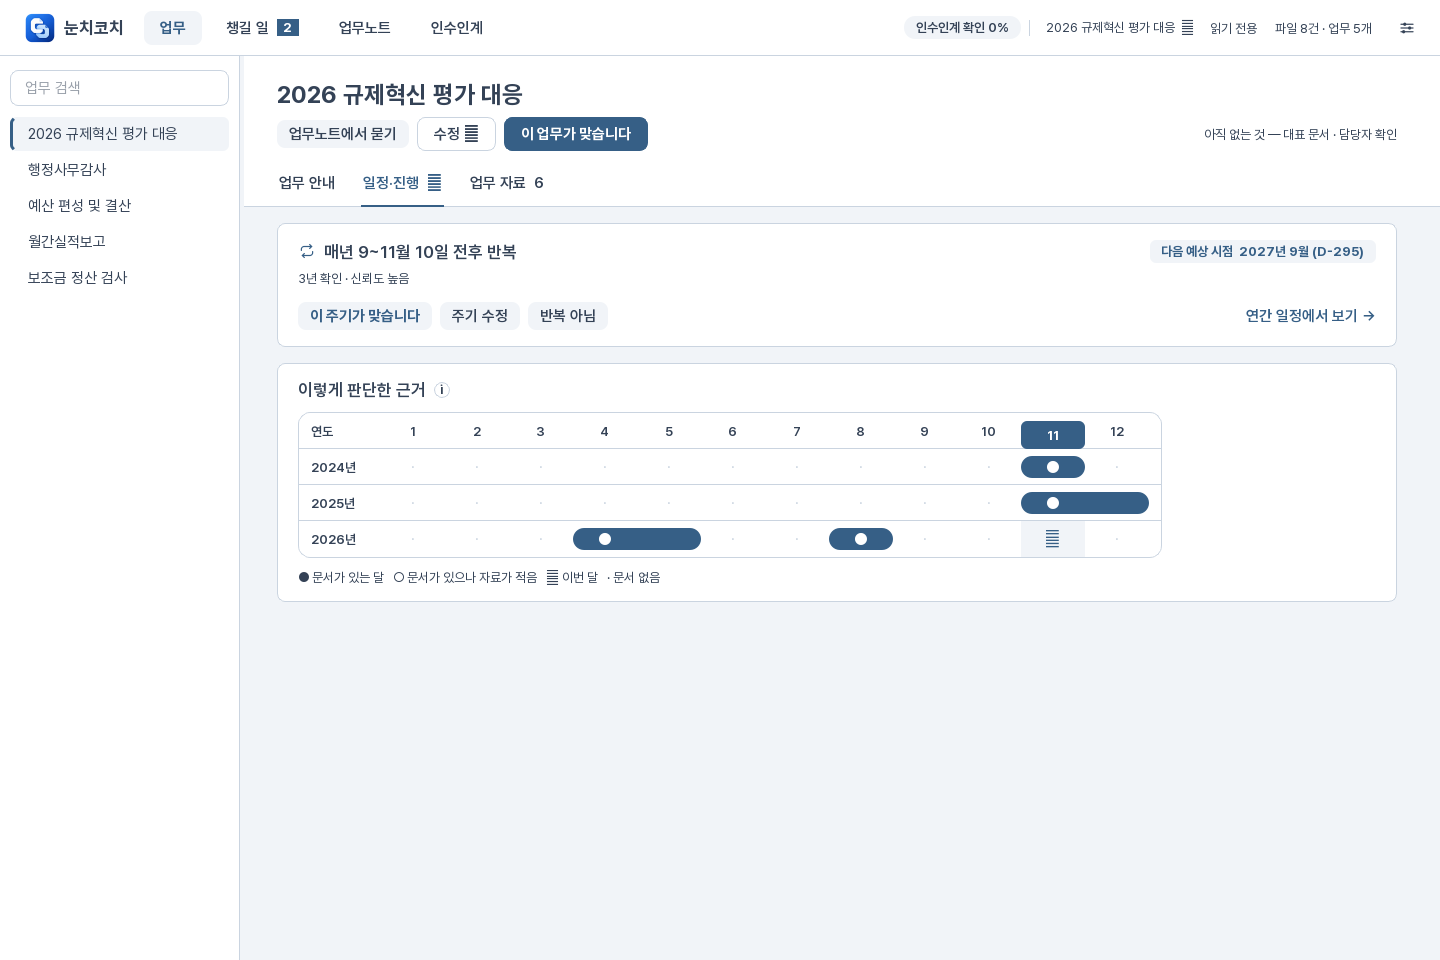 눈치코치 업무 챙길 일 2 업무노트 인수인계 인수인계 확인 0% 2026 규제혁신 평가 대응 읽기 전용 파일 8건 · 업무 5개
업무 검색
2026 규제혁신 평가 대응
행정사무감사
예산 편성 및 결산
월간실적보고
보조금 정산 검사
2026 규제혁신 평가 대응
업무노트에서 묻기 수정 이 업무가 맞습니다 아직 없는 것 — 대표 문서 · 담당자 확인
업무 안내 일정·진행 업무 자료 6
매년 9~11월 10일 전후 반복 다음 예상 시점 2027년 9월 (D-295)
3년 확인 · 신뢰도 높음
이 주기가 맞습니다 주기 수정 반복 아님 연간 일정에서 보기 →
이렇게 판단한 근거 i
연도 1 2 3 4 5 6 7 8 9 10 11 12
2024년 · · · · · · · · · · ·
2025년 · · · · · · · · · ·
2026년 · · · · · · · ·
● 문서가 있는 달 ○ 문서가 있으나 자료가 적음 이번 달 · 문서 없음